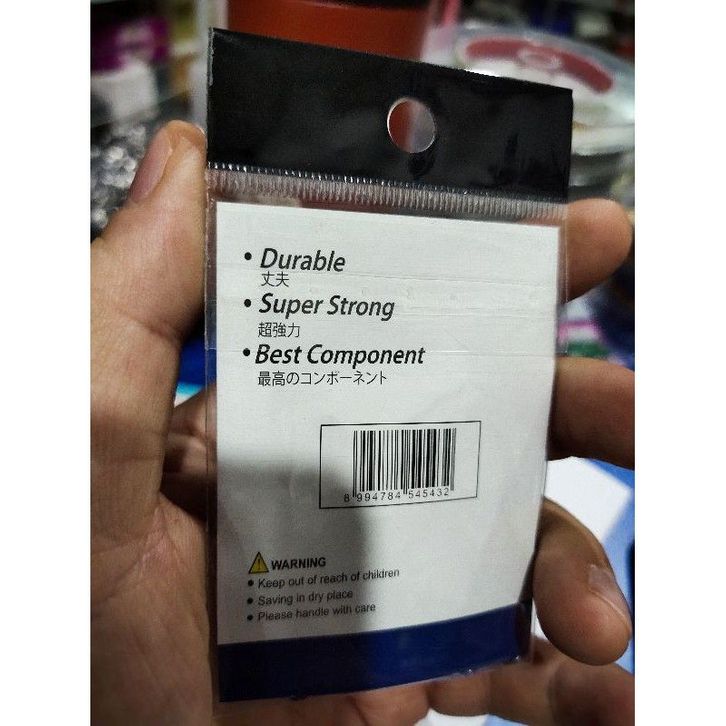 • Durable
丈夫
• Super Strong
超強力
• Best Component
最高のコンポーネント
8 994784 545432
WARNING
• Keep out of reach of children
• Saving in dry place
• Please handle with care